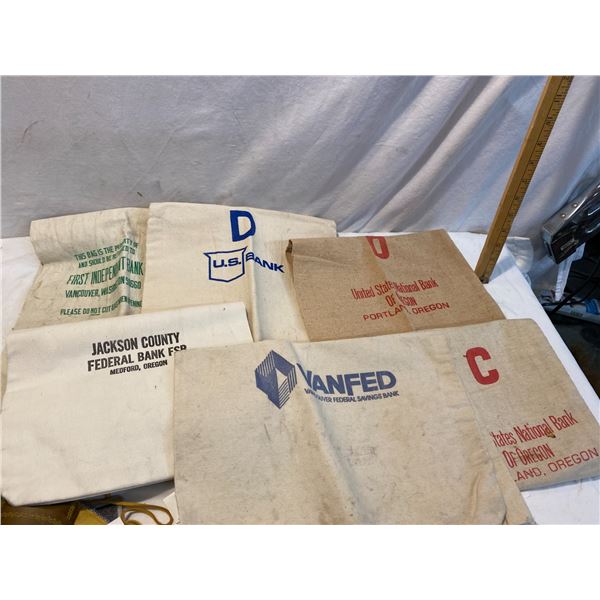 THIS BAG IS THE PROPERTY OF
AND SHOULD BE
FIRST INDEPENDENT BANK
VANCOUVER, WASHINGTON
PLEASE DO NOT CUT
D
U.S. BANK
U
United States National Bank
OF OREGON
PORTLAND, OREGON
JACKSON COUNTY
FEDERAL BANK FSB
MEDFORD, OREGON
VANFED
VANCOUVER FEDERAL SAVINGS BANK
C
States National Bank
OF OREGON
LAND, OREGON